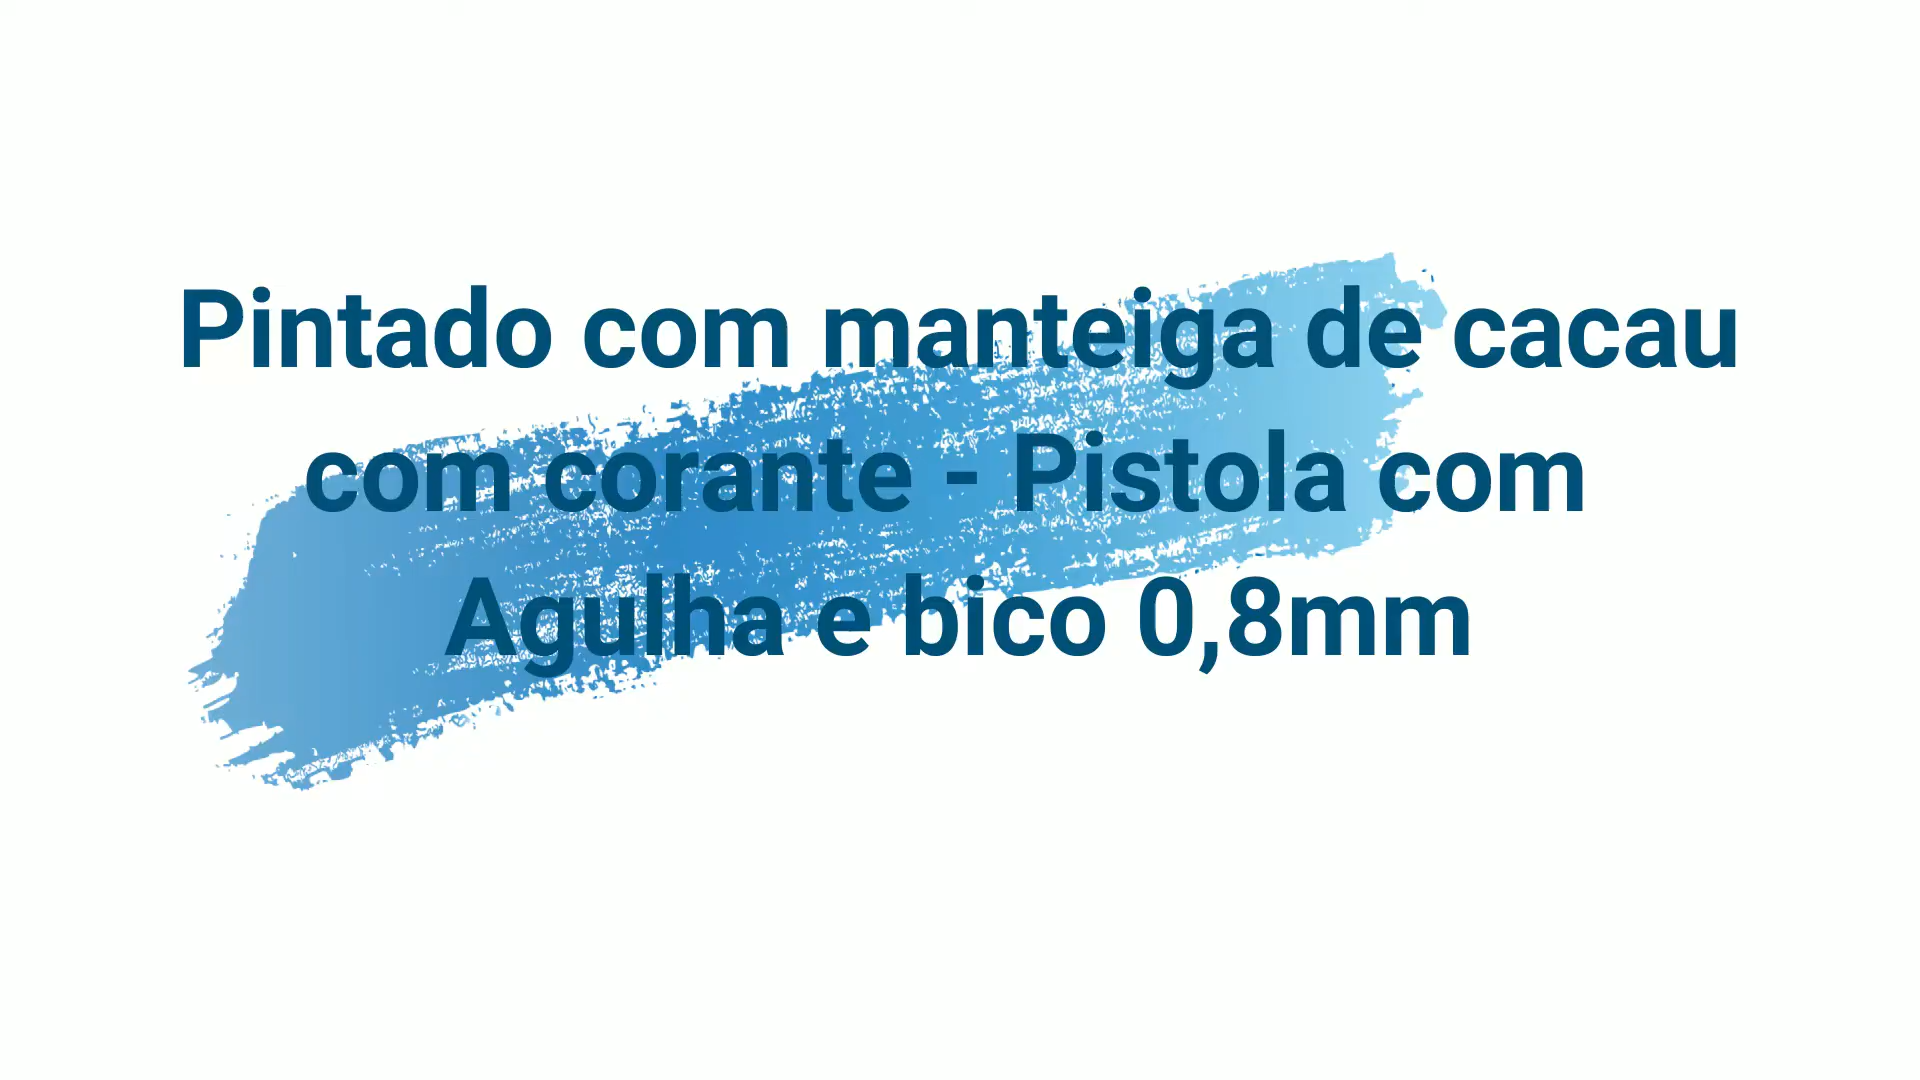 Pintado com manteiga de cacau
com corante - Pistola com
Agulha e bico 0,8mm